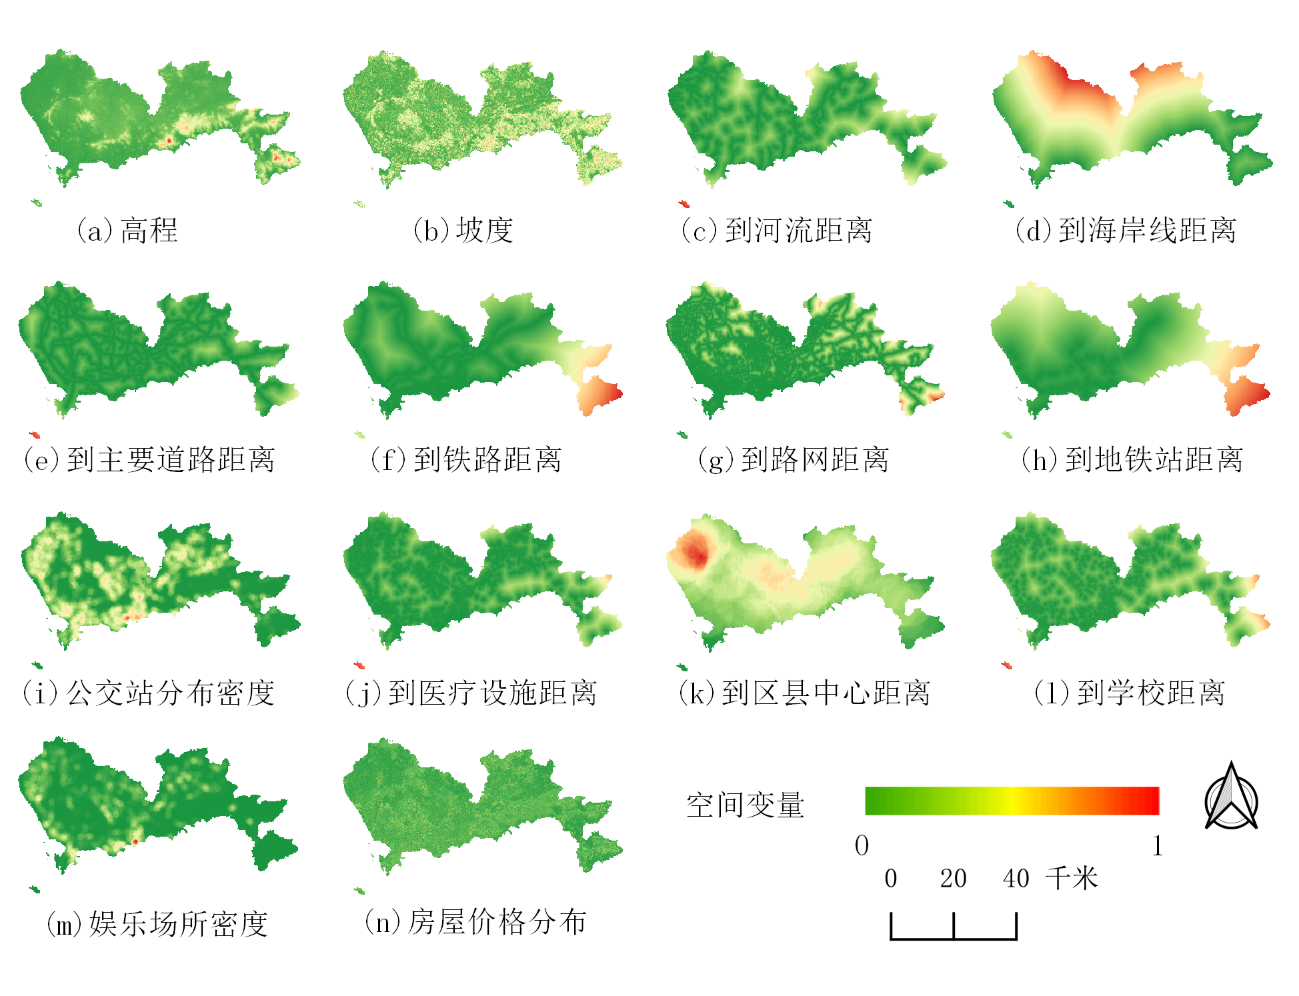 (a)高程
(b)坡度
(c)到河流距离
(d)到海岸线距离
(e)到主要道路距离
(f)到铁路距离
(g)到路网距离
(h)到地铁站距离
(i)公交站分布密度
(j)到医疗设施距离
(k)到区县中心距离
(l)到学校距离
(m)娱乐场所密度
(n)房屋价格分布
空间变量
0 1
0 20 40 千米